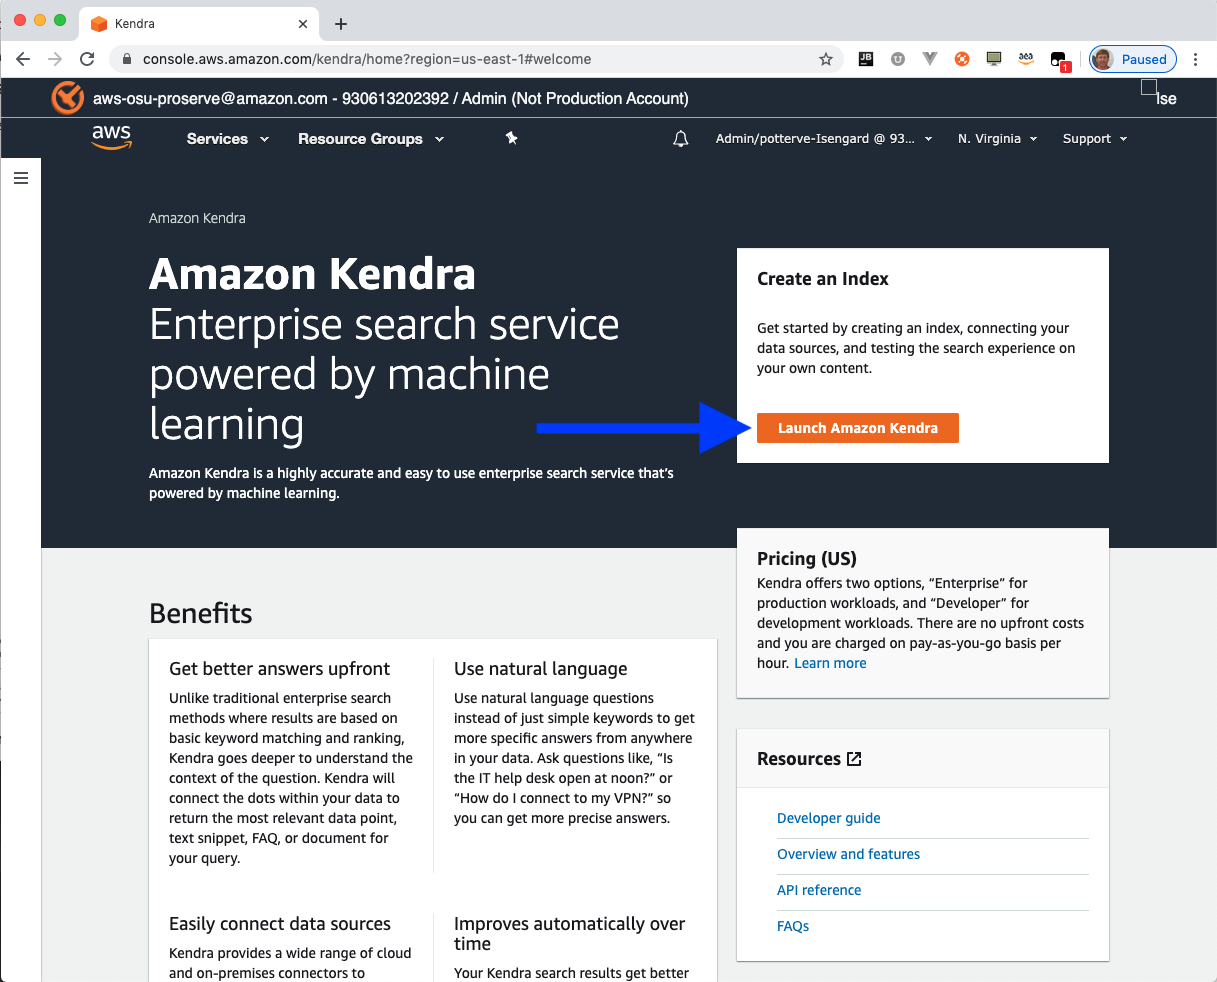 Kendra
console.aws.amazon.com/kendra/home?region=us-east-1#welcome
JB
aea
1
Paused
aws-osu-proserve@amazon.com - 930613202392 / Admin (Not Production Account)
Ise
aws
Services
Resource Groups
Admin/potterve-Isengard @ 93...
N. Virginia
Support
Amazon Kendra
Amazon Kendra
Enterprise search service
powered by machine
learning
Amazon Kendra is a highly accurate and easy to use enterprise search service that's
powered by machine learning.
Create an Index
Get started by creating an index, connecting your
data sources, and testing the search experience on
your own content.
Launch Amazon Kendra
Pricing (US)
Kendra offers two options, “Enterprise” for
production workloads, and “Developer” for
development workloads. There are no upfront costs
and you are charged on pay-as-you-go basis per
hour. Learn more
Benefits
Get better answers upfront
Unlike traditional enterprise search
methods where results are based on
basic keyword matching and ranking,
Kendra goes deeper to understand the
context of the question. Kendra will
connect the dots within your data to
return the most relevant data point,
text snippet, FAQ, or document for
your query.
Use natural language
Use natural language questions
instead of just simple keywords to get
more specific answers from anywhere
in your data. Ask questions like, “Is
the IT help desk open at noon?” or
“How do I connect to my VPN?” so
you can get more precise answers.
Resources
Developer guide
Overview and features
API reference
FAQs
Easily connect data sources
Kendra provides a wide range of cloud
and on-premises connectors to
Improves automatically over
time
Your Kendra search results get better